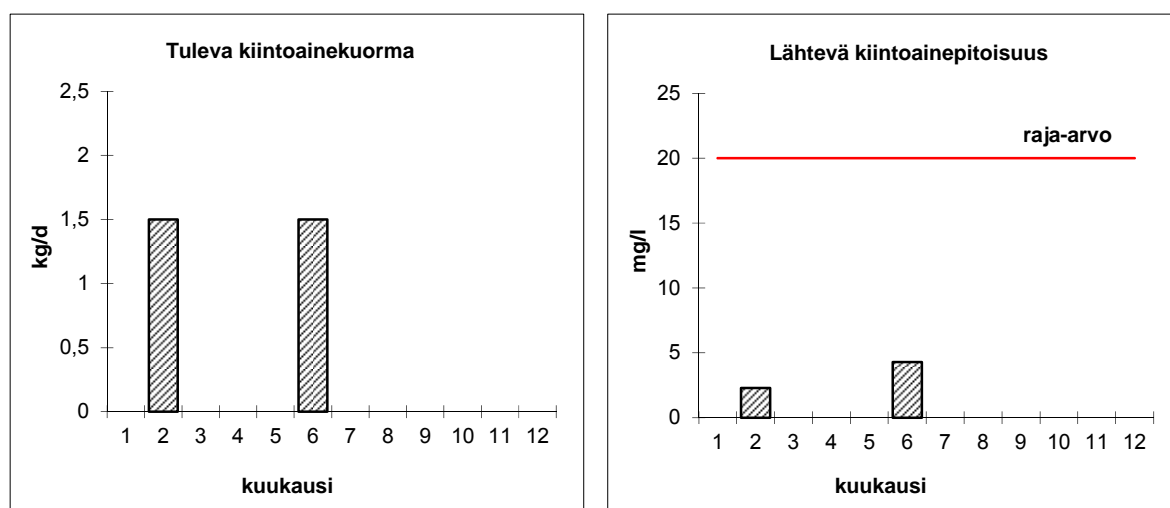 Tuleva kiintoainekuorma
2,5
2
1,5
1
0,5
0
kg/d
1 2 3 4 5 6 7 8 9 10 11 12
kuukausi
Lähtevä kiintoainepitoisuus
25
raja-arvo
20
15
10
5
0
mg/l
1 2 3 4 5 6 7 8 9 10 11 12
kuukausi